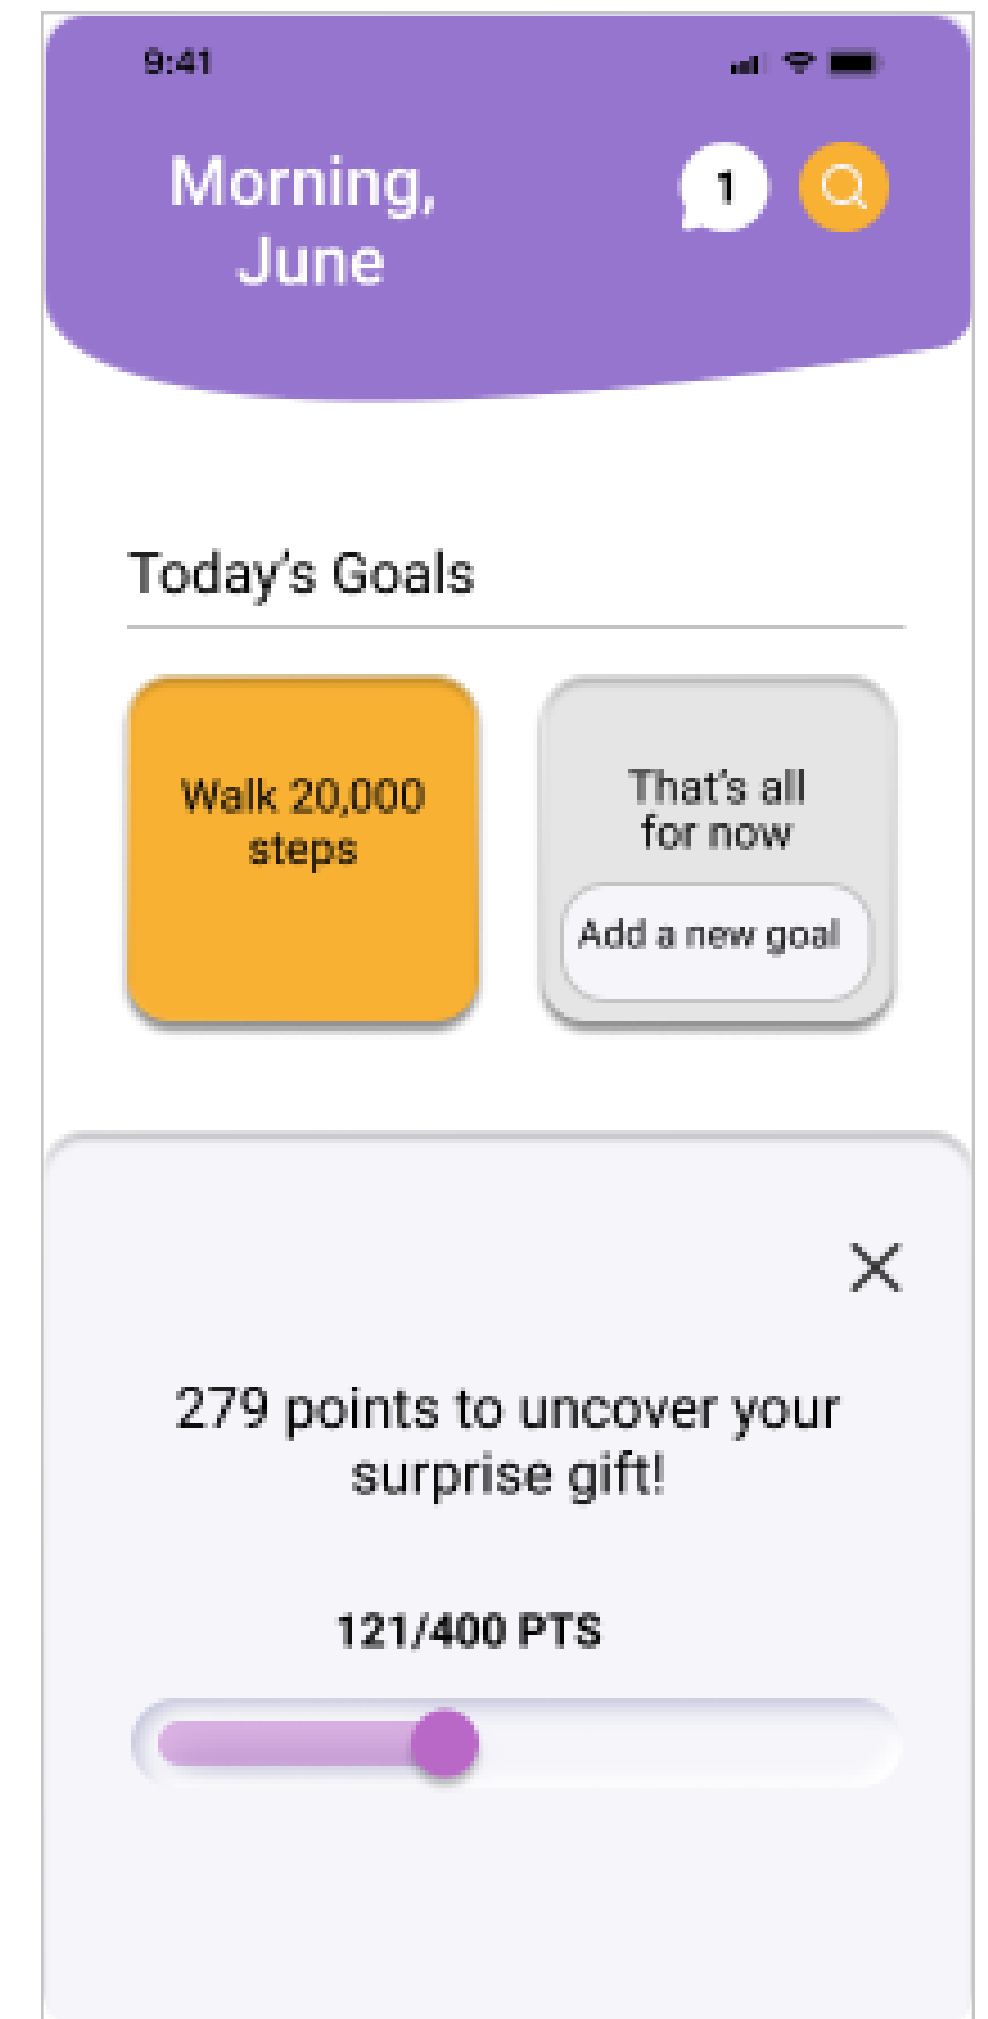 9:41
Morning,
June
1
Today's Goals
Walk 20,000
steps
That's all
for now
Add a new goal
279 points to uncover your
surprise gift!
121/400 PTS